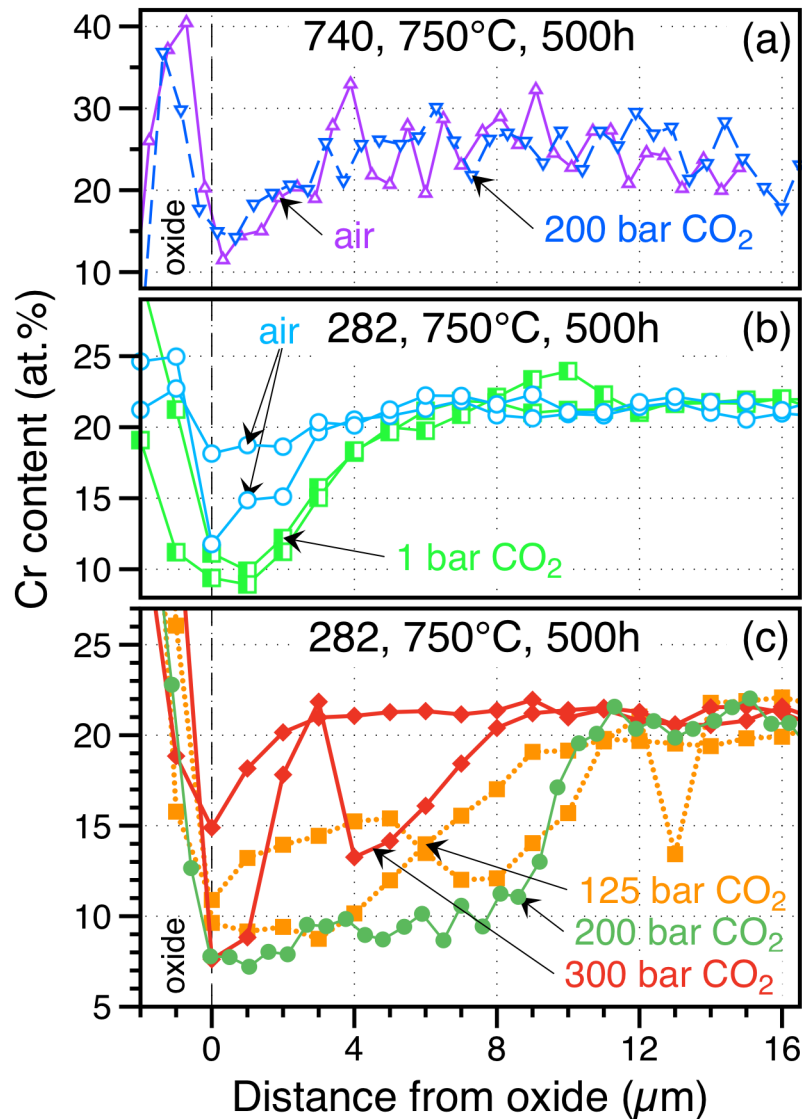 740, 750°C, 500h
(a)
40
30
20
10
oxide
air
200 bar CO₂
282, 750°C, 500h
(b)
25
20
15
10
air
1 bar CO₂
Cr content (at.%)
282, 750°C, 500h
(c)
25
20
15
10
5
oxide
125 bar CO₂
200 bar CO₂
300 bar CO₂
0
4
8
12
16
Distance from oxide (µm)